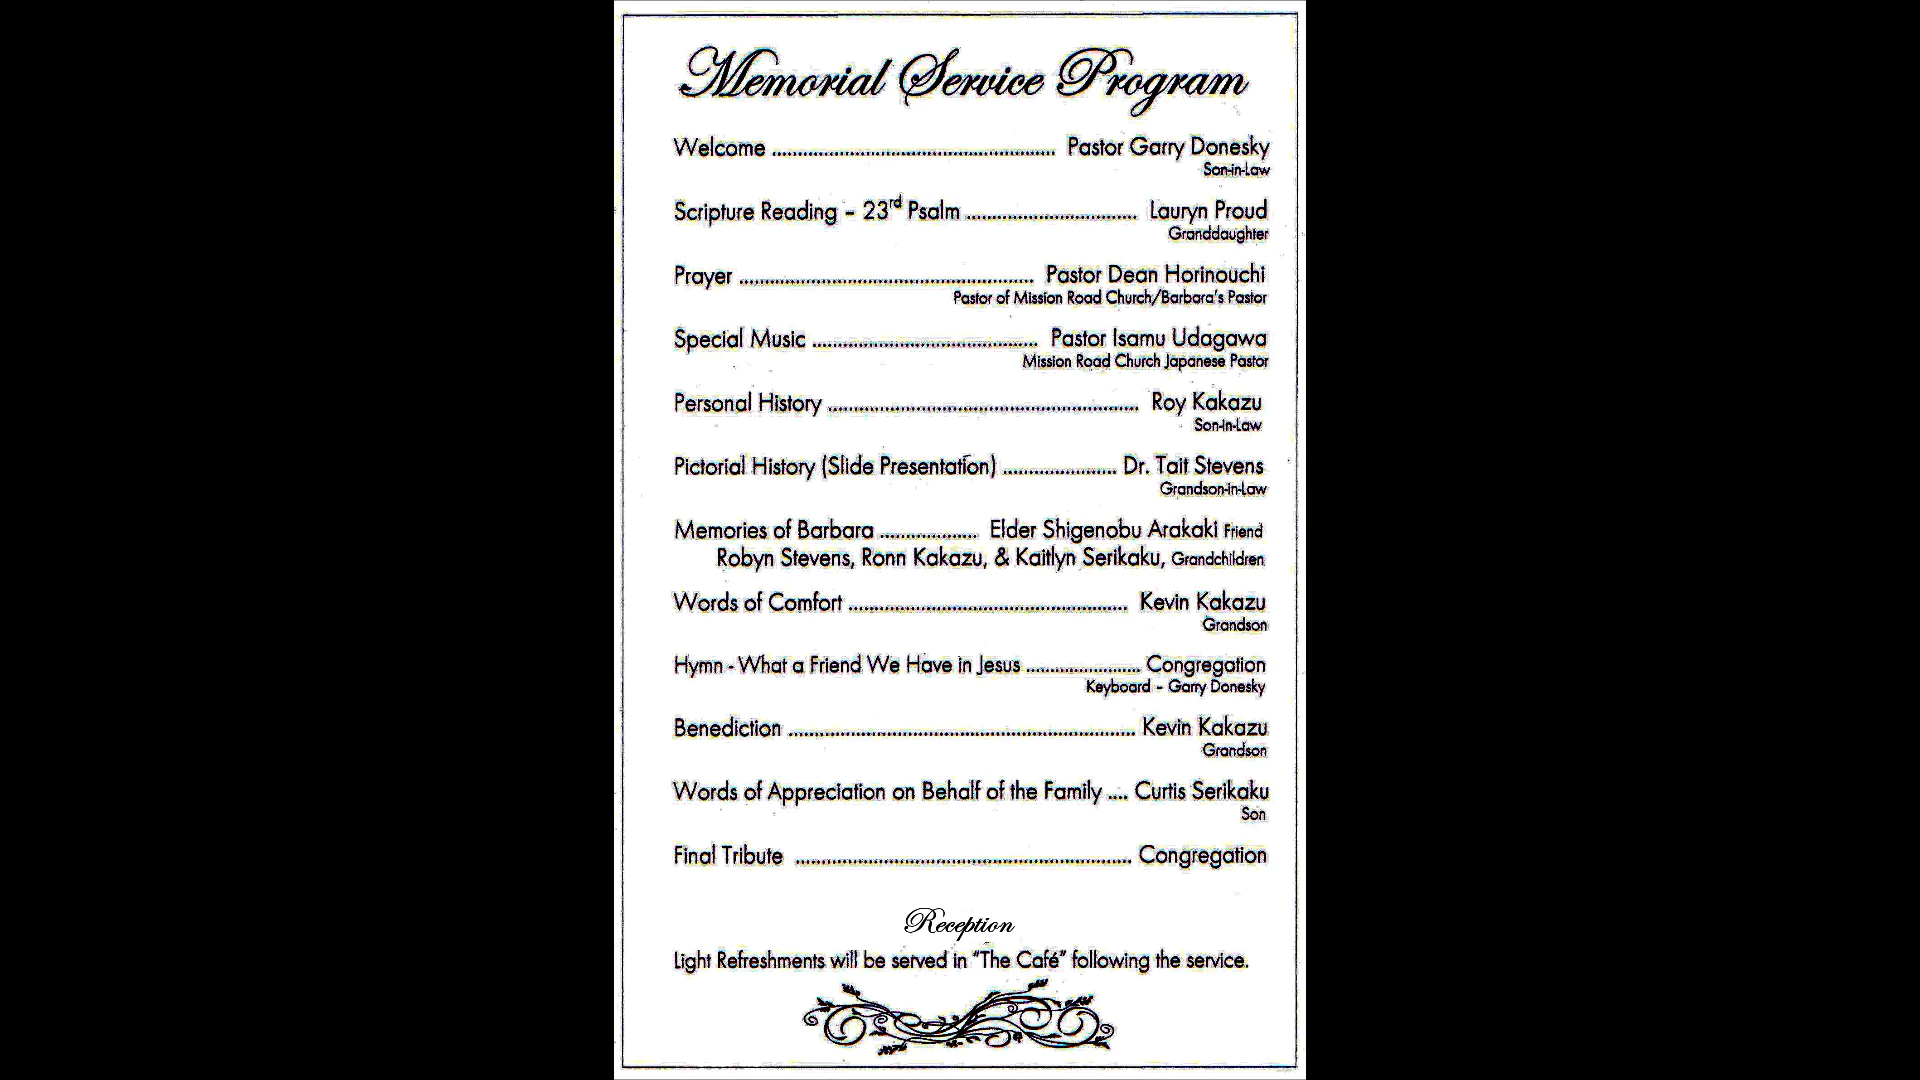 Memorial Service Program
Welcome ........................................................ Pastor Garry Donesky
Son-in-Law
Scripture Reading – 23rd Psalm .................................. Lauryn Proud
Granddaughter
Prayer .......................................................... Pastor Dean Horinouchi
Pastor of Mission Road Church/Barbara's Pastor
Special Music ............................................. Pastor Isamu Udagawa
Mission Road Church Japanese Pastor
Personal History .............................................................. Roy Kakazu
Son-in-Law
Pictorial History (Slide Presentation) ...................... Dr. Tait Stevens
Grandson-in-Law
Memories of Barbara ................... Elder Shigenobu Arakaki Friend
Robyn Stevens, Ronn Kakazu, & Kaitlyn Serikaku, Grandchildren
Words of Comfort ....................................................... Kevin Kakazu
Grandson
Hymn - What a Friend We Have in Jesus ........................ Congregation
Keyboard – Garry Donesky
Benediction ..................................................................... Kevin Kakazu
Grandson
Words of Appreciation on Behalf of the Family .... Curtis Serikaku
Son
Final Tribute ................................................................... Congregation
Reception
Light Refreshments will be served in "The Café" following the service.